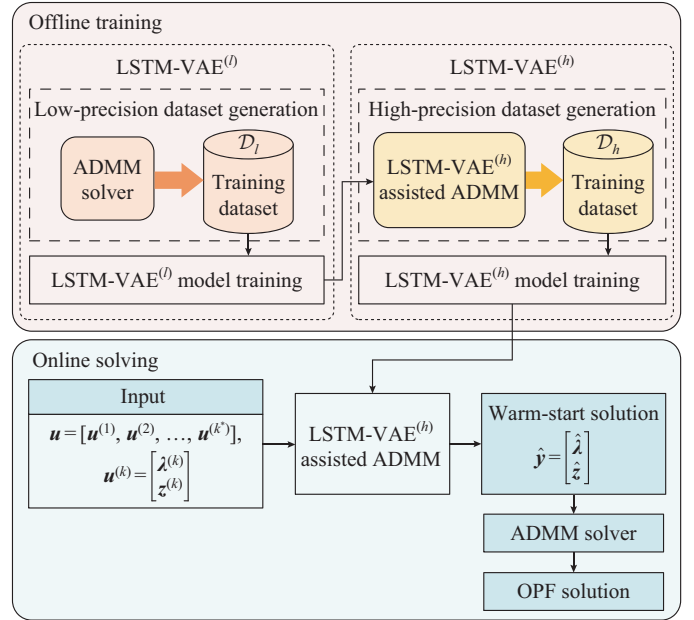 Offline training
LSTM-VAE(l)
Low-precision dataset generation
ADMM
solver
𝒟l
Training
dataset
LSTM-VAE(l) model training
LSTM-VAE(h)
High-precision dataset generation
LSTM-VAE(h)
assisted ADMM
𝒟h
Training
dataset
LSTM-VAE(h) model training
Online solving
Input
u=[u(1), u(2), …, u(k*)],
u(k)=[λ(k)
z(k)]
LSTM-VAE(h)
assisted ADMM
Warm-start solution
ŷ=[λ̂
ẑ]
ADMM solver
OPF solution